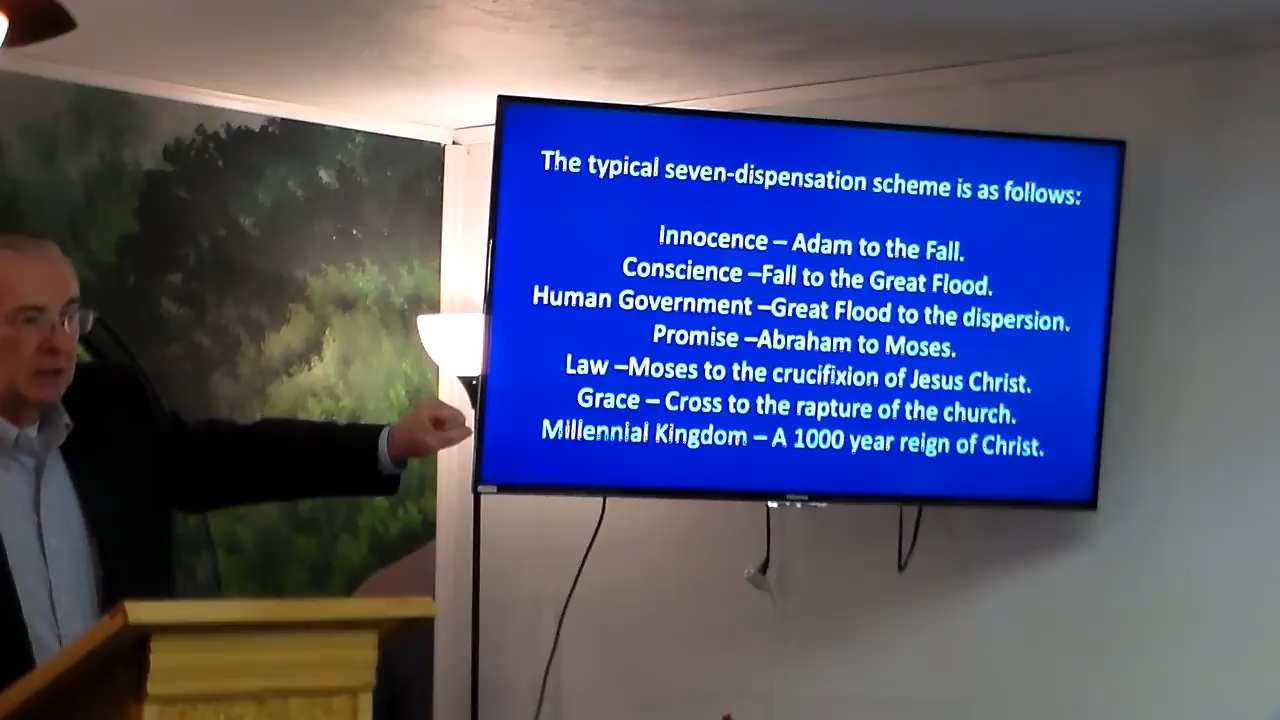 The typical seven-dispensation scheme is as follows:
Innocence – Adam to the Fall.
Conscience –Fall to the Great Flood.
Human Government –Great Flood to the dispersion.
Promise –Abraham to Moses.
Law –Moses to the crucifixion of Jesus Christ.
Grace – Cross to the rapture of the church.
Millennial Kingdom – A 1000 year reign of Christ.
TOSHIBA